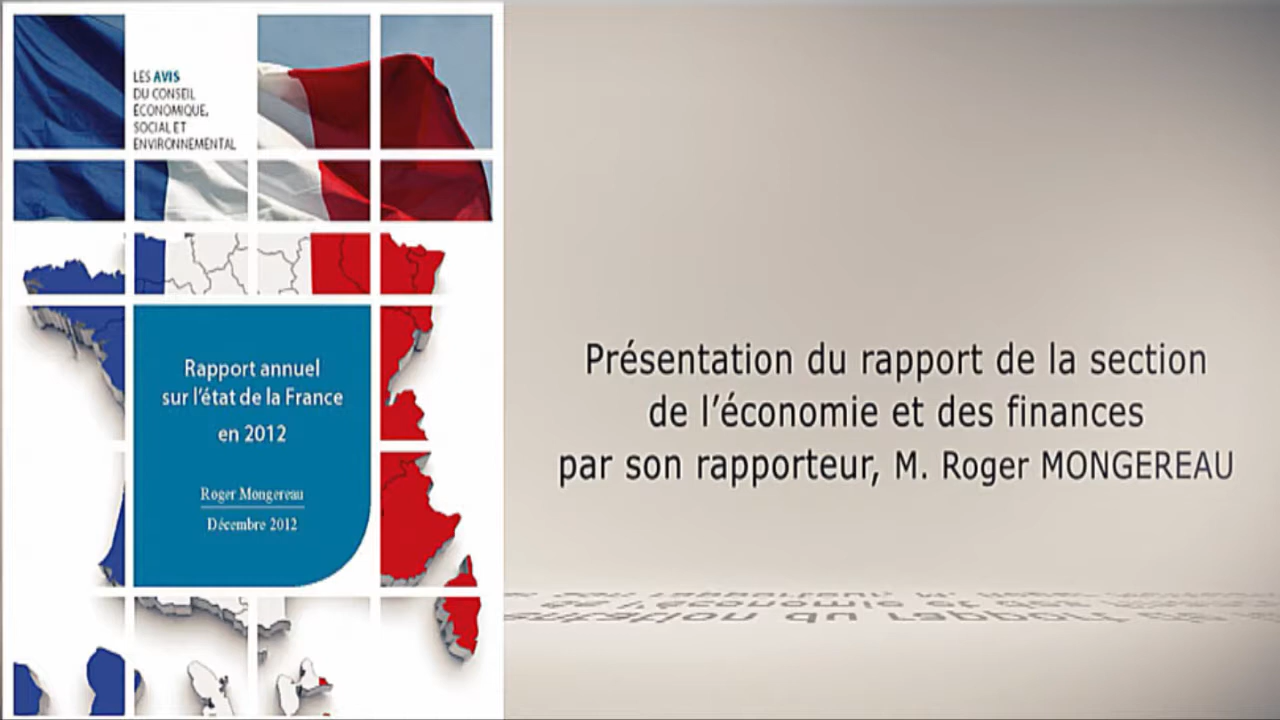 LES AVIS
DU CONSEIL
ÉCONOMIQUE,
SOCIAL ET
ENVIRONNEMENTAL
Rapport annuel
sur l'état de la France
en 2012
Roger Mongereau
Décembre 2012
Présentation du rapport de la section
de l'économie et des finances
par son rapporteur, M. Roger MONGEREAU